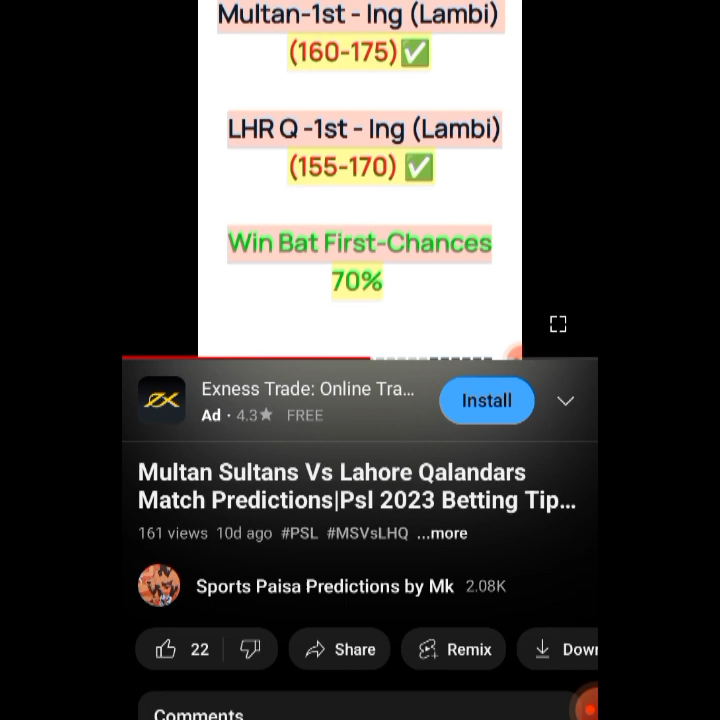 Multan-1st - Ing (Lambi)
(160-175)✅
LHR Q -1st - Ing (Lambi)
(155-170) ✅
Win Bat First-Chances
70%
Exness Trade: Online Tra...
Install
Ad · 4.3★ FREE
Multan Sultans Vs Lahore Qalandars
Match Predictions|Psl 2023 Betting Tip...
161 views 10d ago #PSL #MSVsLHQ ...more
Sports Paisa Predictions by Mk 2.08K
22 Share Remix Down
Comments